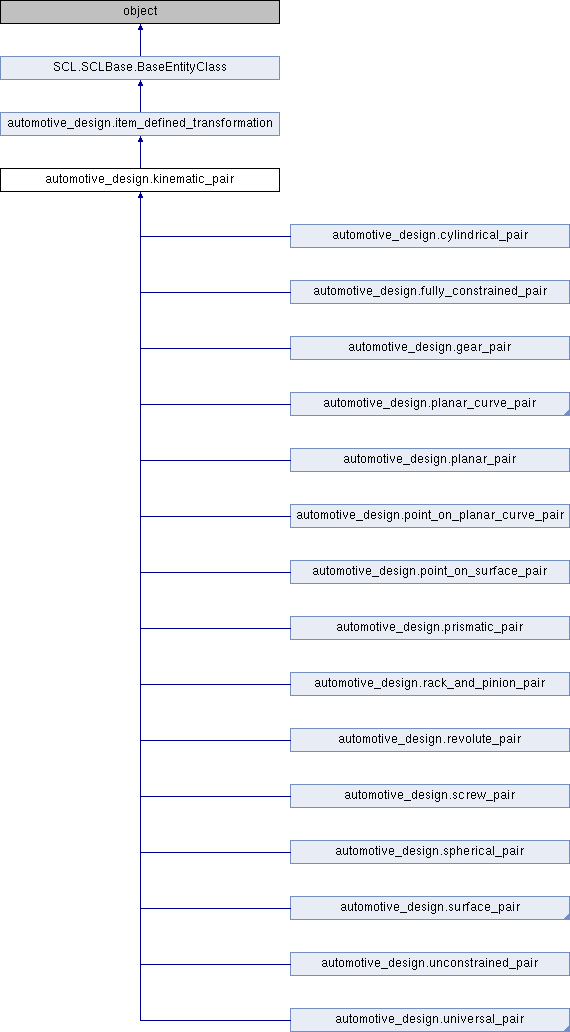 object
SCL.SCLBase.BaseEntityClass
automotive_design.item_defined_transformation
automotive_design.kinematic_pair
automotive_design.cylindrical_pair
automotive_design.fully_constrained_pair
automotive_design.gear_pair
automotive_design.planar_curve_pair
automotive_design.planar_pair
automotive_design.point_on_planar_curve_pair
automotive_design.point_on_surface_pair
automotive_design.prismatic_pair
automotive_design.rack_and_pinion_pair
automotive_design.revolute_pair
automotive_design.screw_pair
automotive_design.spherical_pair
automotive_design.surface_pair
automotive_design.unconstrained_pair
automotive_design.universal_pair